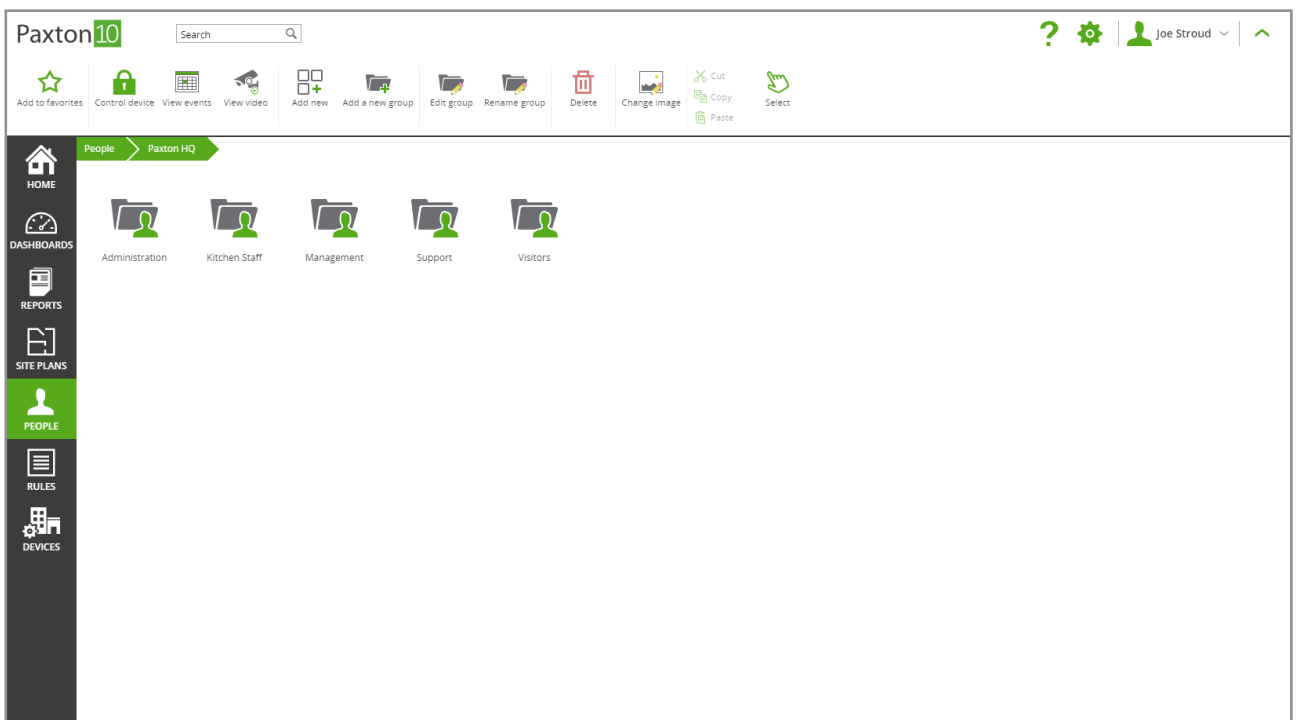 Paxton10
Search
Joe Stroud
Add to favorites
Control device
View events
View video
Add new
Add a new group
Edit group
Rename group
Delete
Change image
Cut
Copy
Paste
Select
People
Paxton HQ
HOME
DASHBOARDS
REPORTS
SITE PLANS
PEOPLE
RULES
DEVICES
Administration
Kitchen Staff
Management
Support
Visitors